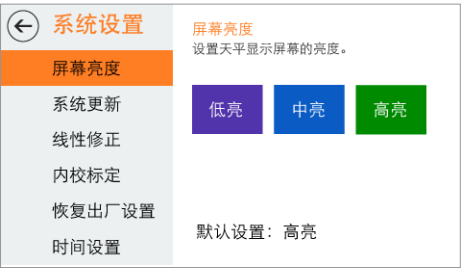 系统设置
屏幕亮度
系统更新
线性修正
内校标定
恢复出厂设置
时间设置
屏幕亮度
设置天平显示屏幕的亮度。
低亮
中亮
高亮
默认设置：高亮